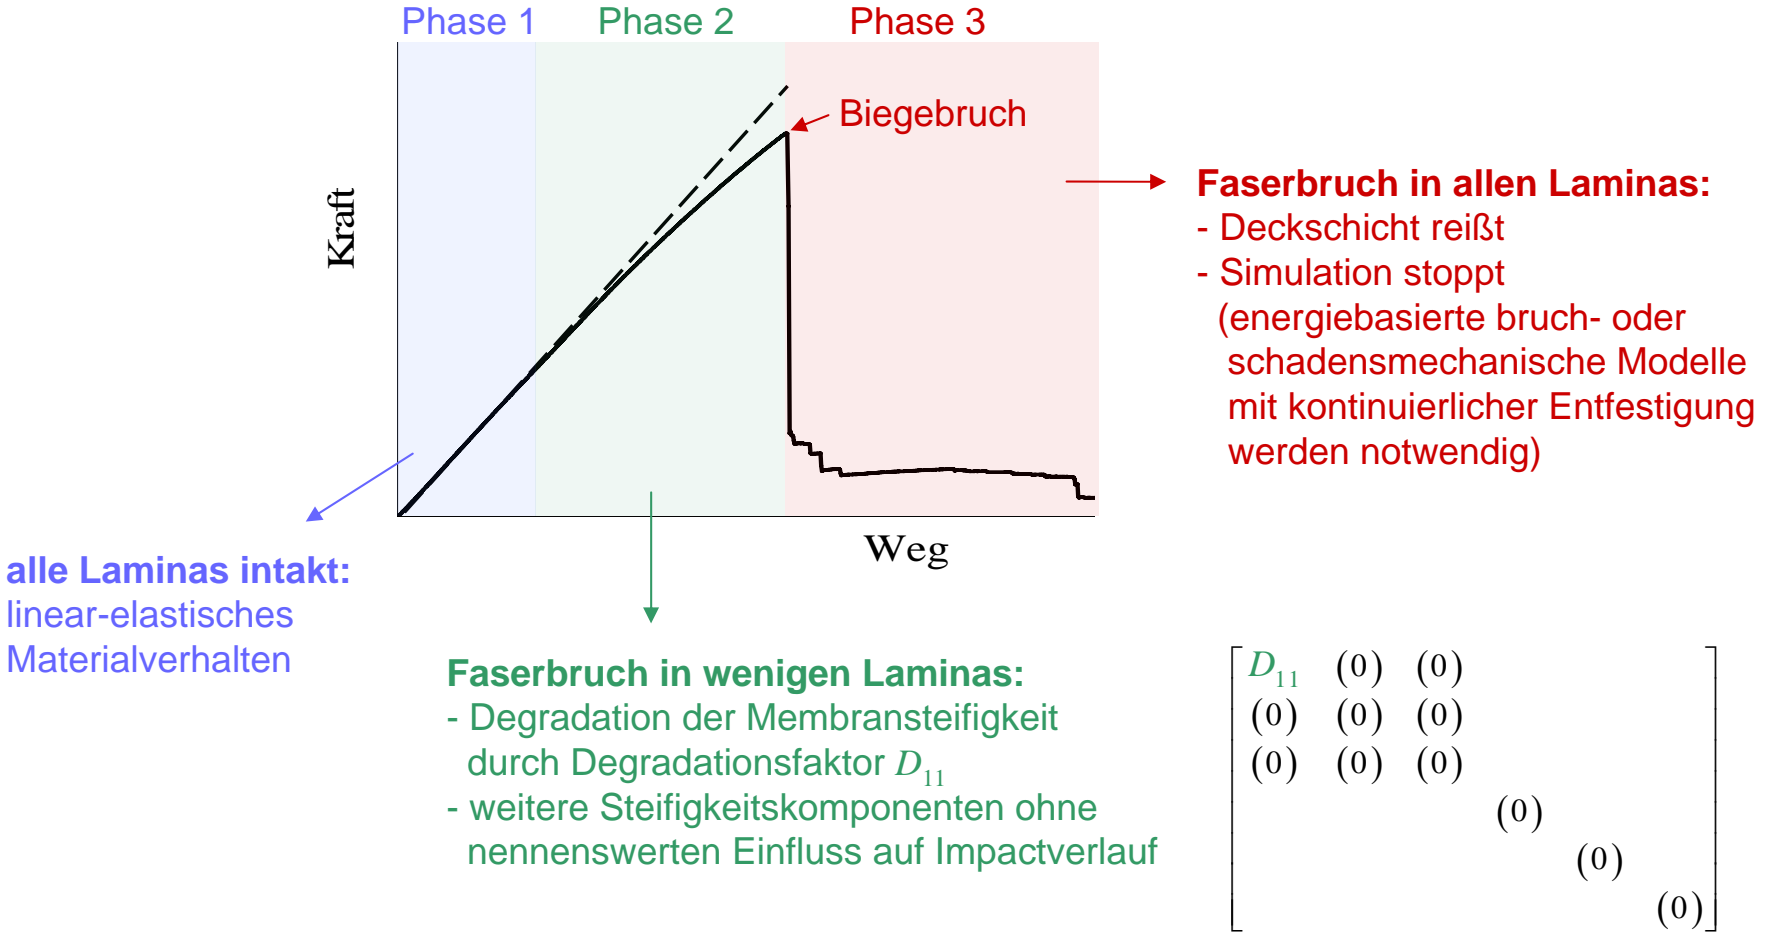 Phase 1 Phase 2 Phase 3
Biegebruch
Kraft
Weg
Faserbruch in allen Laminas:
- Deckschicht reißt
- Simulation stoppt
(energiebasierte bruch- oder
schadensmechanische Modelle
mit kontinuierlicher Entfestigung
werden notwendig)
alle Laminas intakt:
linear-elastisches
Materialverhalten
Faserbruch in wenigen Laminas:
- Degradation der Membransteifigkeit
durch Degradationsfaktor D₁₁
- weitere Steifigkeitskomponenten ohne
nennenswerten Einfluss auf Impactverlauf
D₁₁ (0) (0)
(0) (0) (0)
(0) (0) (0)
(0)
(0)
(0)